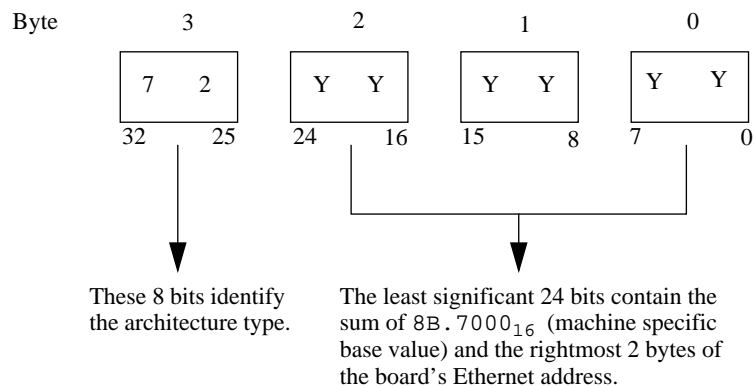 Byte 3 2 1 0
7 2 Y Y Y Y Y Y
32 25 24 16 15 8 7 0
These 8 bits identify
the architecture type.
The least significant 24 bits contain the
sum of 8B.7000₁₆ (machine specific
base value) and the rightmost 2 bytes of
the board's Ethernet address.